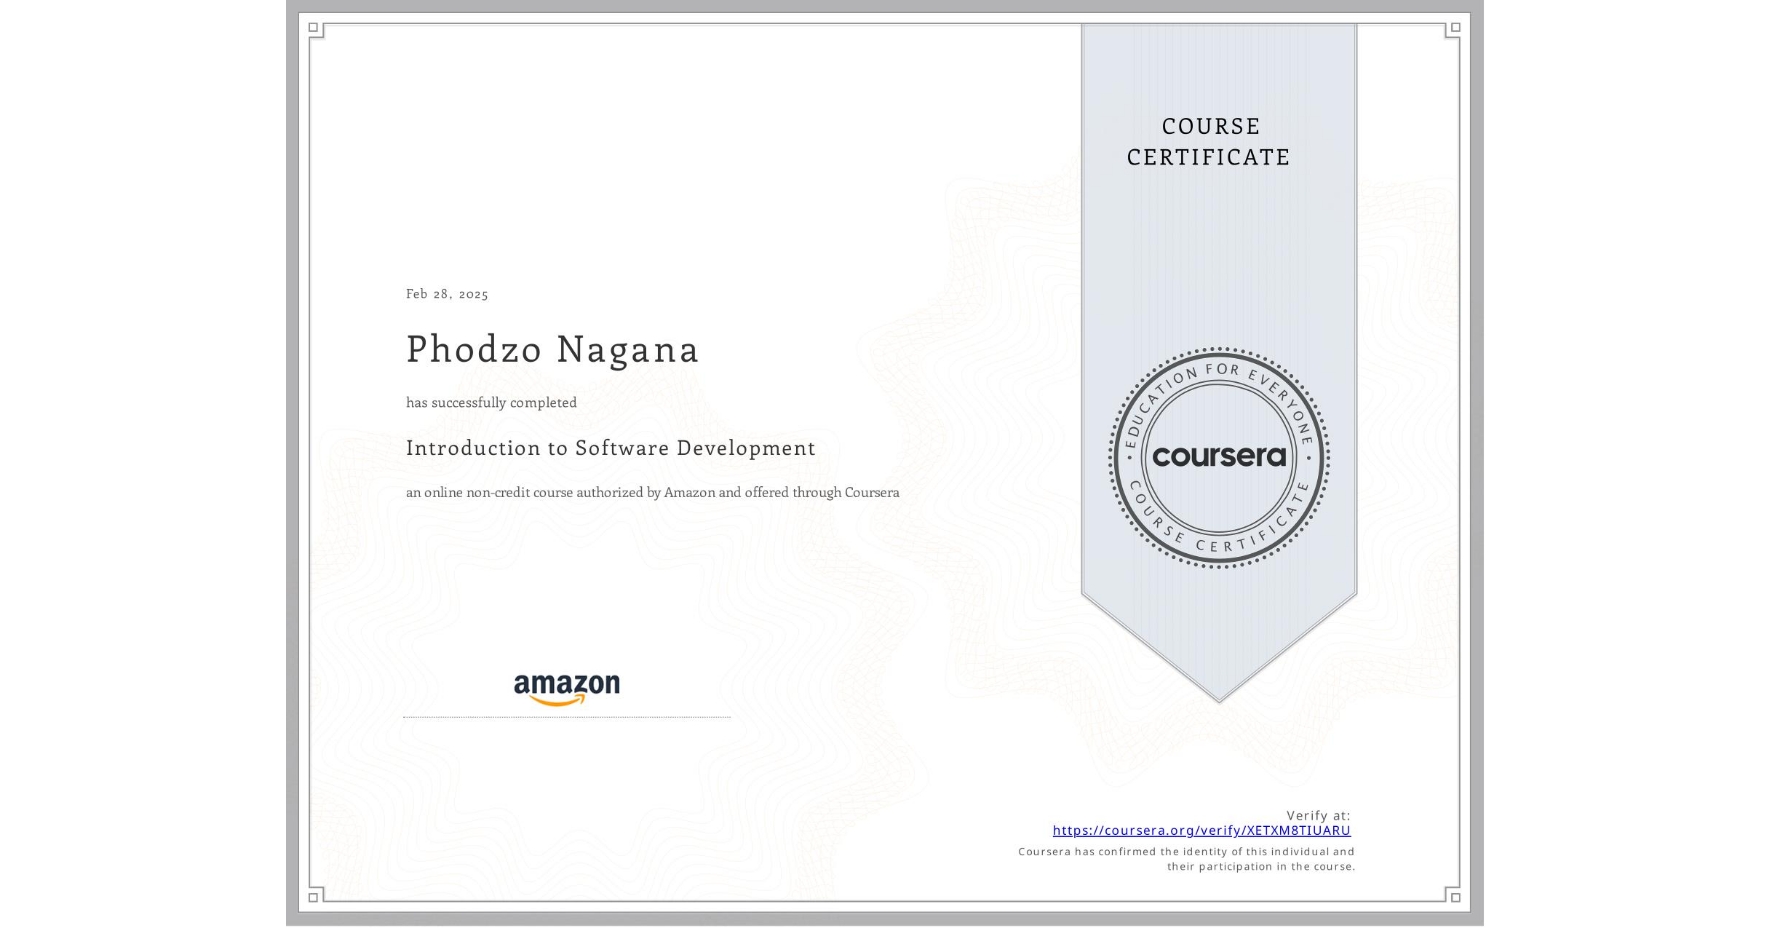 COURSE
CERTIFICATE
Feb 28, 2025
Phodzo Nagana
has successfully completed
Introduction to Software Development
an online non-credit course authorized by Amazon and offered through Coursera
EDUCATION FOR EVERYONE
coursera
COURSE CERTIFICATE
amazon
Verify at:
https://coursera.org/verify/XETXM8TIUARU
Coursera has confirmed the identity of this individual and
their participation in the course.